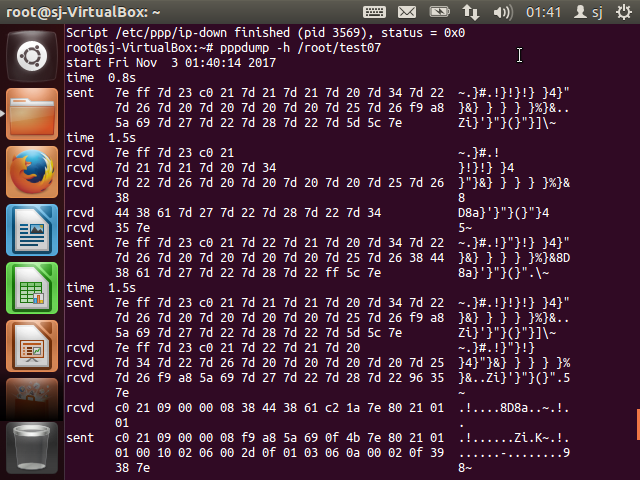 root@sj-VirtualBox: ~
01:41
sj
Script /etc/ppp/ip-down finished (pid 3569), status = 0x0
root@sj-VirtualBox:~# pppdump -h /root/test07
start Fri Nov  3 01:40:14 2017
time  0.8s
sent   7e ff 7d 23 c0 21 7d 21 7d 21 7d 20 7d 34 7d 22  ~.}#.!}!}!} }4}"
       7d 26 7d 20 7d 20 7d 20 7d 20 7d 25 7d 26 f9 a8  }&} } } } }%}&..
       5a 69 7d 27 7d 22 7d 28 7d 22 7d 5d 5c 7e        Zi}'}"}(}"}]\~
time  1.5s
rcvd   7e ff 7d 23 c0 21                                ~.}#.!
rcvd   7d 21 7d 21 7d 20 7d 34                          }!}!} }4
rcvd   7d 22 7d 26 7d 20 7d 20 7d 20 7d 20 7d 25 7d 26  }"}&} } } } }%}&
       38                                               8
rcvd   44 38 61 7d 27 7d 22 7d 28 7d 22 7d 34           D8a}'}"}(}"}4
rcvd   35 7e                                            5~
sent   7e ff 7d 23 c0 21 7d 22 7d 21 7d 20 7d 34 7d 22  ~.}#.!}"}!} }4}"
       7d 26 7d 20 7d 20 7d 20 7d 20 7d 25 7d 26 38 44  }&} } } } }%}&8D
       38 61 7d 27 7d 22 7d 28 7d 22 ff 5c 7e           8a}'}"}(}".\~
time  1.5s
sent   7e ff 7d 23 c0 21 7d 21 7d 21 7d 20 7d 34 7d 22  ~.}#.!}!}!} }4}"
       7d 26 7d 20 7d 20 7d 20 7d 20 7d 25 7d 26 f9 a8  }&} } } } }%}&..
       5a 69 7d 27 7d 22 7d 28 7d 22 7d 5d 5c 7e        Zi}'}"}(}"}]\~
rcvd   7e ff 7d 23 c0 21 7d 22 7d 21 7d 20              ~.}#.!}"}!}
rcvd   7d 34 7d 22 7d 26 7d 20 7d 20 7d 20 7d 20 7d 25  }4}"}&} } } } }%
rcvd   7d 26 f9 a8 5a 69 7d 27 7d 22 7d 28 7d 22 96 35  }&..Zi}'}"}(}".5
       7e                                               ~
rcvd   c0 21 09 00 00 08 38 44 38 61 c2 1a 7e 80 21 01  .!....8D8a..~.!.
       01                                               .
sent   c0 21 09 00 00 08 f9 a8 5a 69 0f 4b 7e 80 21 01  .!......Zi.K~.!.
       01 00 10 02 06 00 2d 0f 01 03 06 0a 00 02 0f 39  ......-........9
       38 7e                                            8~